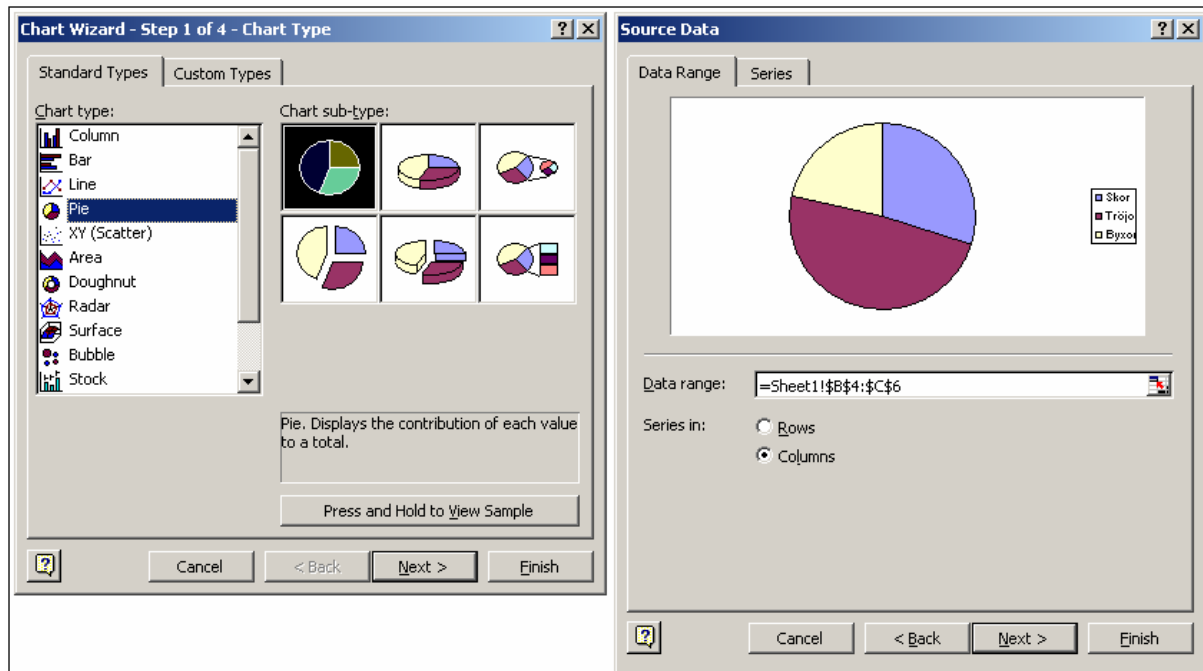 Chart Wizard - Step 1 of 4 - Chart Type
Standard Types
Custom Types
Chart type:
Column
Bar
Line
Pie
XY (Scatter)
Area
Doughnut
Radar
Surface
Bubble
Stock
Chart sub-type:
Pie. Displays the contribution of each value
to a total.
Press and Hold to View Sample
Cancel
< Back
Next >
Finish
Source Data
Data Range
Series
Skor
Tröjo
Byxor
Data range:
=Sheet1!$B$4:$C$6
Series in:
Rows
Columns
Cancel
< Back
Next >
Finish